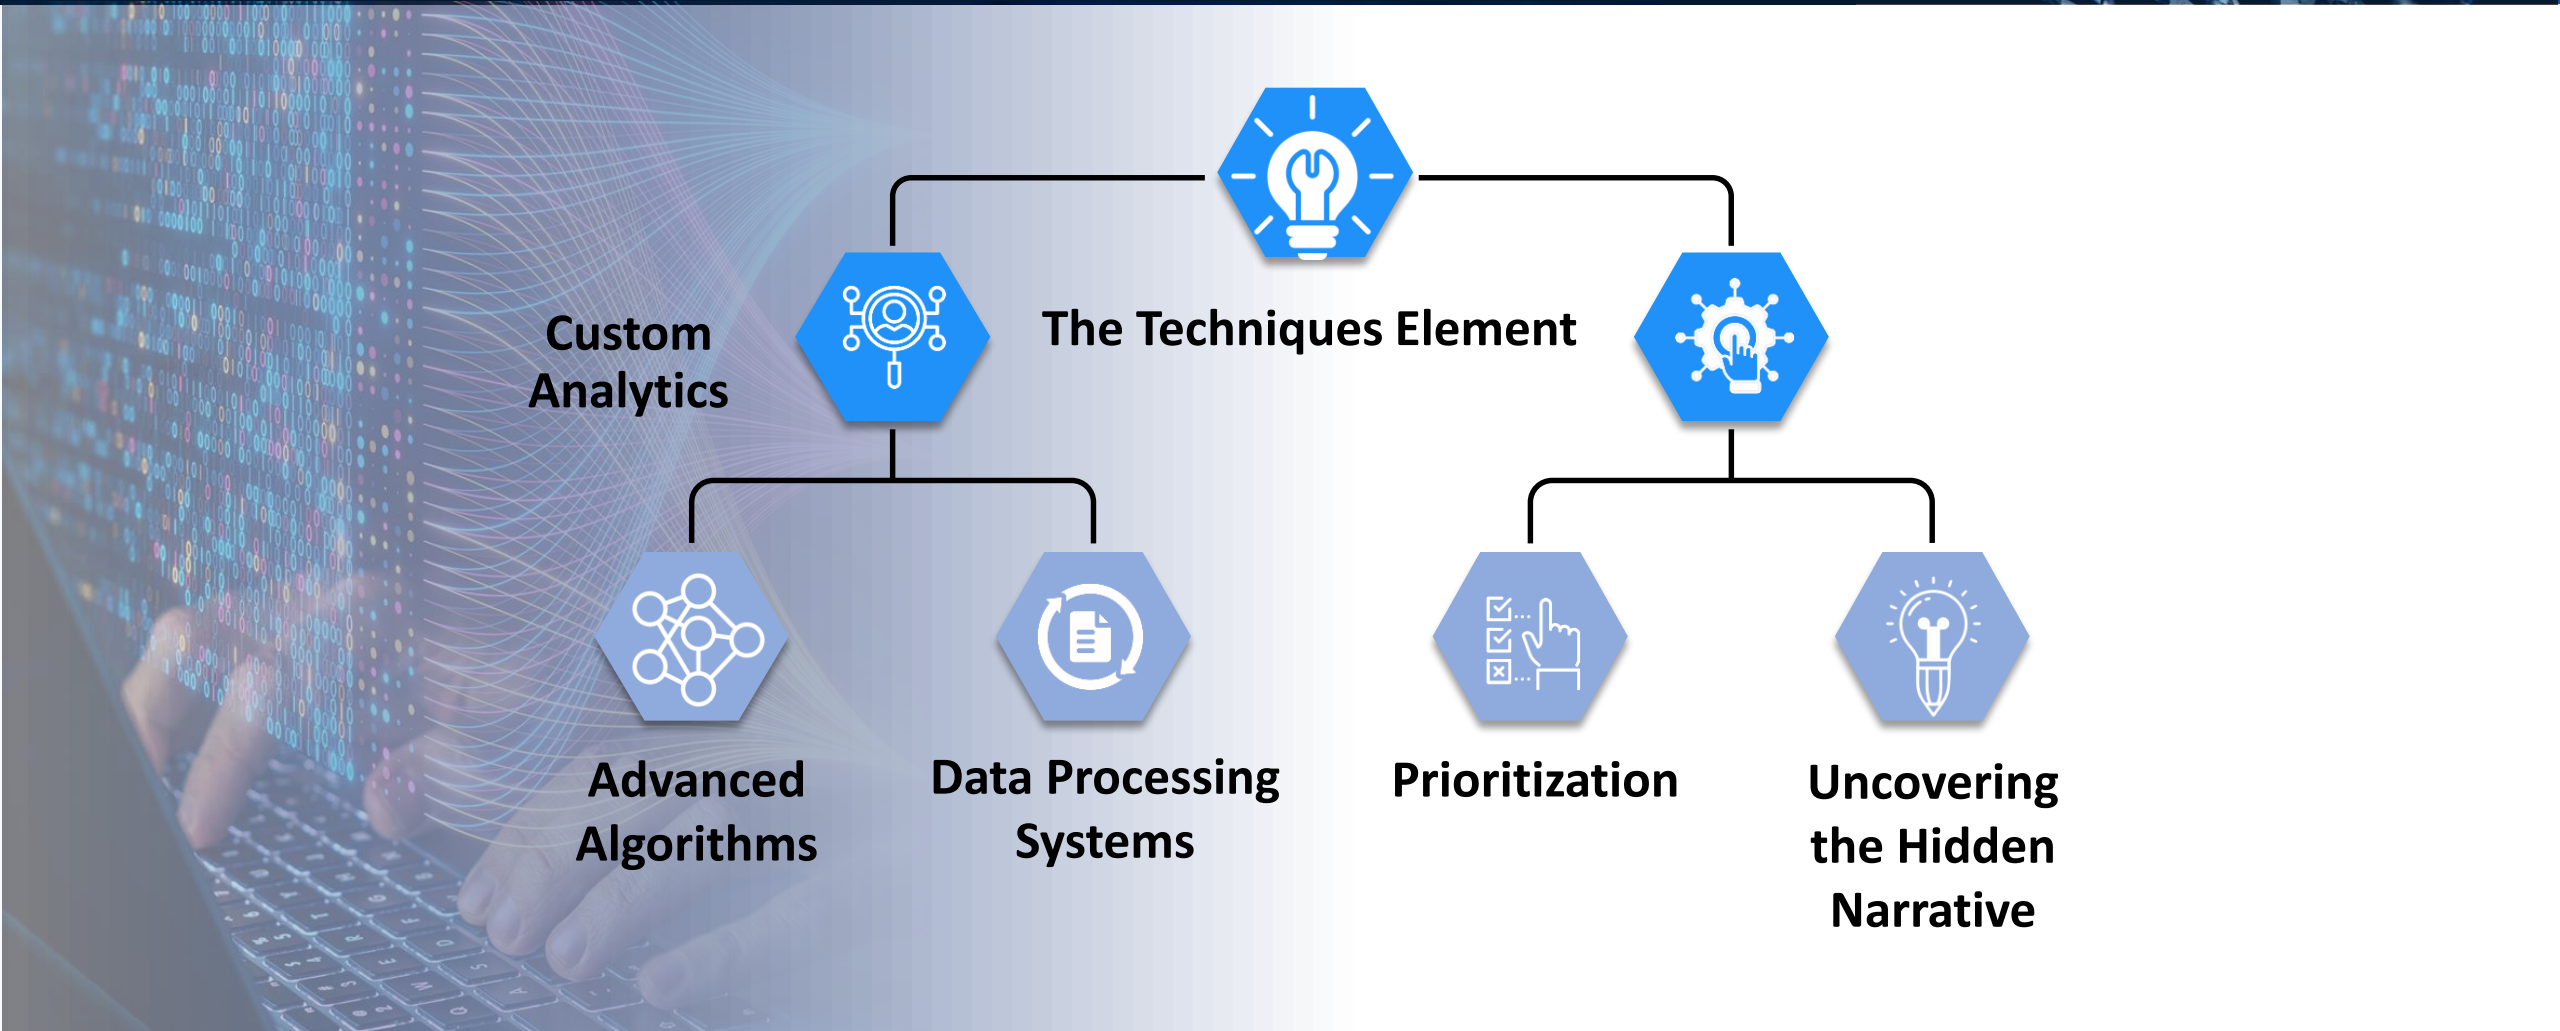 The Techniques Element
Custom
Analytics
Advanced
Algorithms
Data Processing
Systems
Prioritization
Uncovering
the Hidden
Narrative